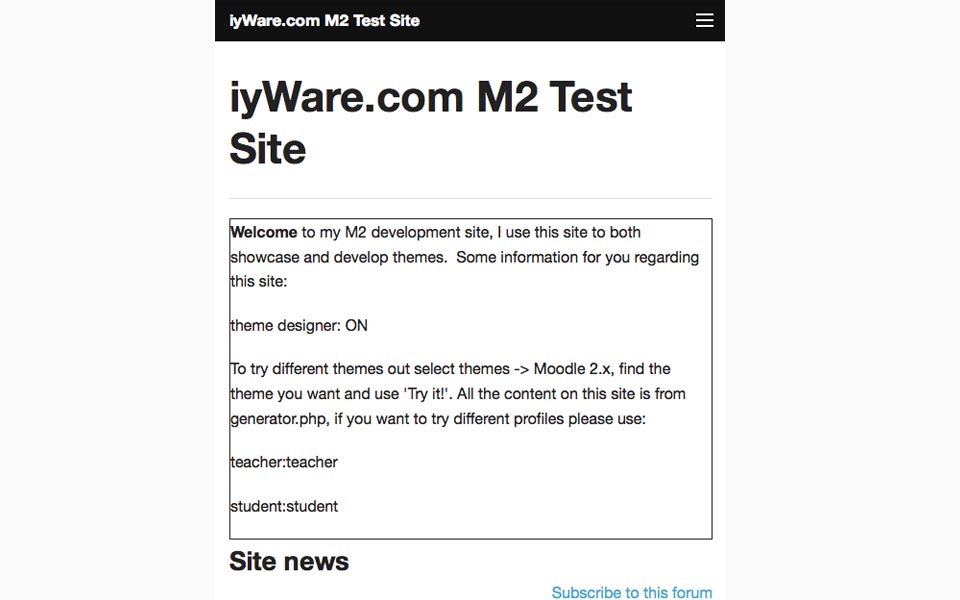 iyWare.com M2 Test Site
iyWare.com M2 Test
Site
Welcome to my M2 development site, I use this site to both
showcase and develop themes.  Some information for you regarding
this site:
theme designer: ON
To try different themes out select themes -> Moodle 2.x, find the
theme you want and use 'Try it!'. All the content on this site is from
generator.php, if you want to try different profiles please use:
teacher:teacher
student:student
Site news
Subscribe to this forum